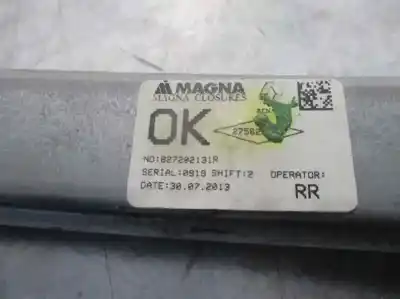 MAGNA
MAGNA CLOSURES
OK
NO:827202131R
SERIAL:0919 SHIFT:2 OPERATOR:
DATE:30.07.2013 RR